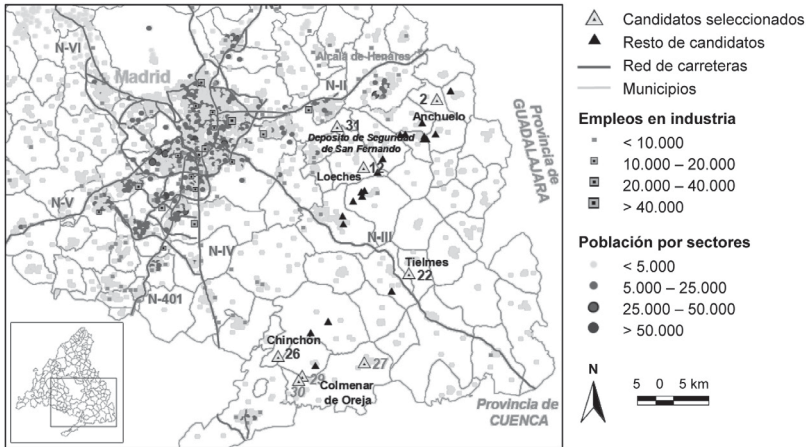 N-VI
Madrid
Alcalá de Henares
N-II
2
Anchuelo
31
Depósito de Seguridad
de San Fernando
12
Loeches
Provincia de
GUADALAJARA
N-V
N-IV
N-III
Tielmes
22
N-401
Chinchón
26
27
29
30
Colmenar
de Oreja
Provincia de
CUENCA
Candidatos seleccionados
Resto de candidatos
Red de carreteras
Municipios
Empleos en industria
< 10.000
10.000 – 20.000
20.000 – 40.000
> 40.000
Población por sectores
< 5.000
5.000 – 25.000
25.000 – 50.000
> 50.000
N
5 0 5 km